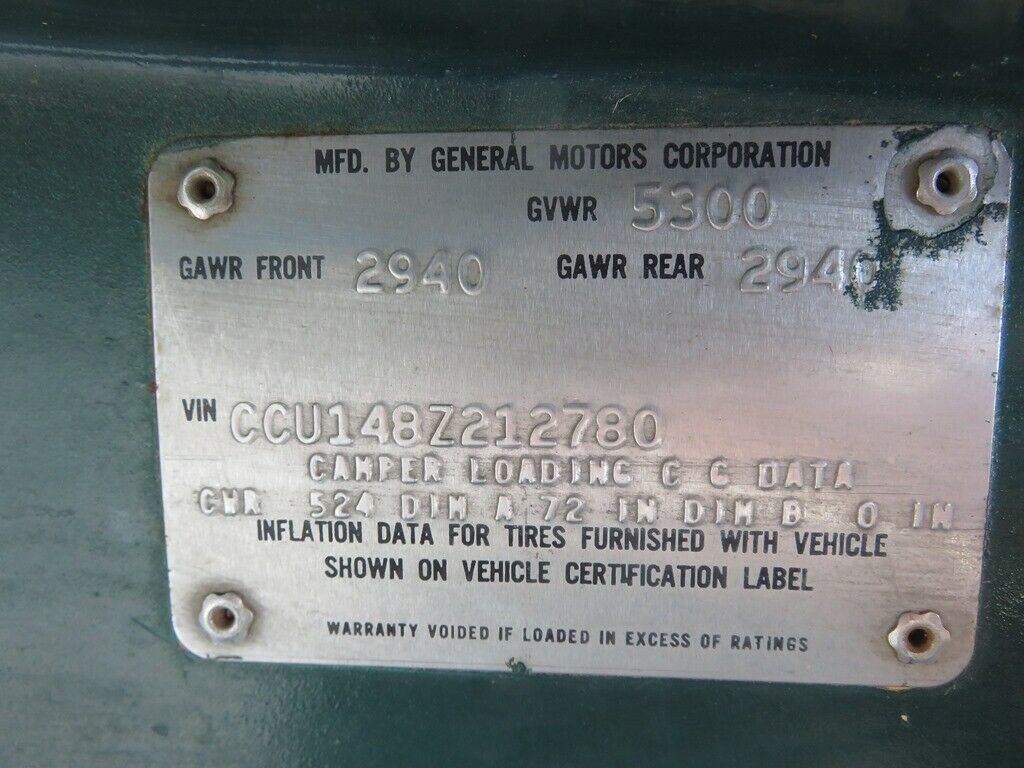 MFD. BY GENERAL MOTORS CORPORATION
GVWR 5300
GAWR FRONT 2940 GAWR REAR 2940
VIN CCU148Z212780
CAMPER LOADING C G DATA
CWR 524 DIM A 72 IN DIM B 0 IN
INFLATION DATA FOR TIRES FURNISHED WITH VEHICLE
SHOWN ON VEHICLE CERTIFICATION LABEL
WARRANTY VOIDED IF LOADED IN EXCESS OF RATINGS